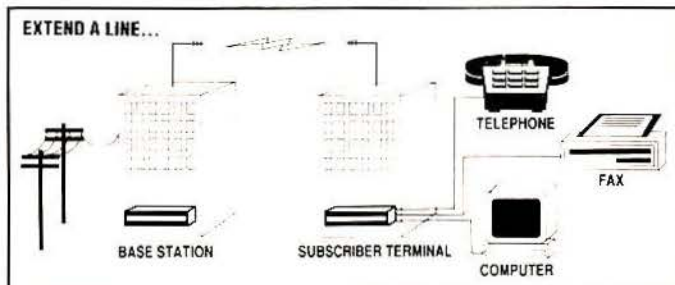 EXTEND A LINE...
TELEPHONE
FAX
BASE STATION
SUBSCRIBER TERMINAL
COMPUTER